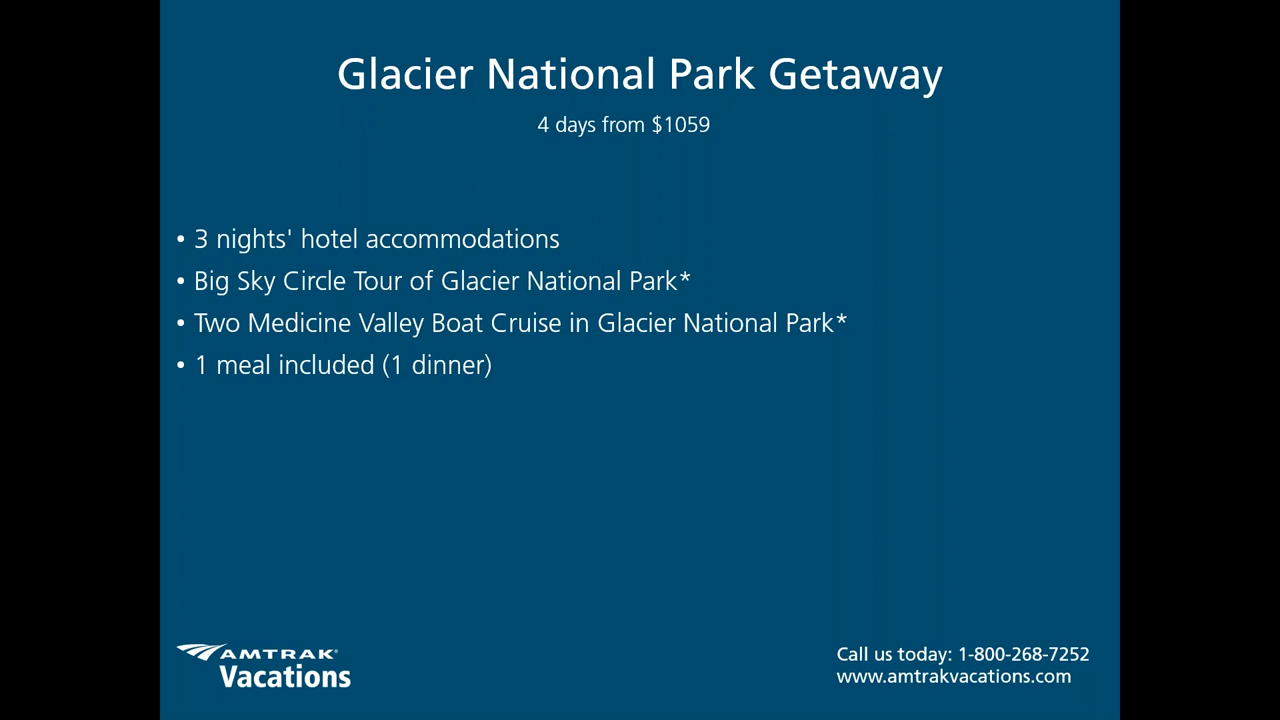 Glacier National Park Getaway
4 days from $1059
• 3 nights' hotel accommodations
• Big Sky Circle Tour of Glacier National Park*
• Two Medicine Valley Boat Cruise in Glacier National Park*
• 1 meal included (1 dinner)
AMTRAK®
Vacations
Call us today: 1-800-268-7252
www.amtrakvacations.com